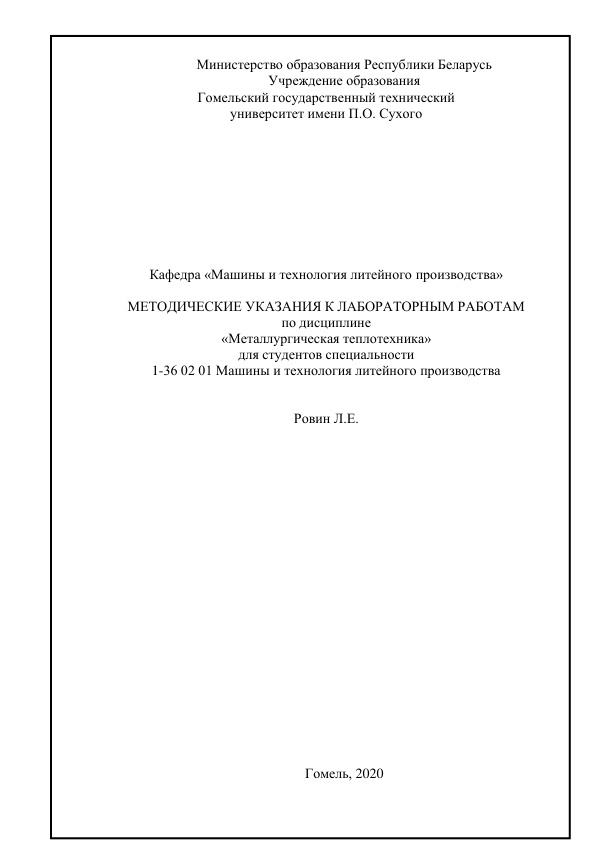 Министерство образования Республики Беларусь
Учреждение образования
Гомельский государственный технический
университет имени П.О. Сухого
Кафедра «Машины и технология литейного производства»
МЕТОДИЧЕСКИЕ УКАЗАНИЯ К ЛАБОРАТОРНЫМ РАБОТАМ
по дисциплине
«Металлургическая теплотехника»
для студентов специальности
1-36 02 01 Машины и технология литейного производства
Ровин Л.Е.
Гомель, 2020